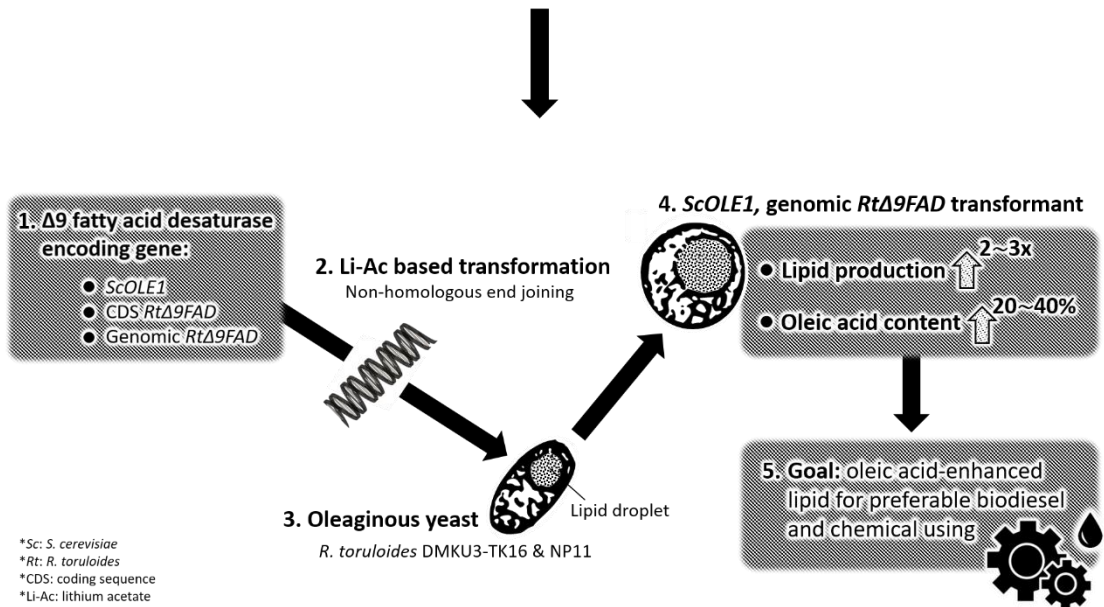 1. Δ9 fatty acid desaturase
encoding gene:
● ScOLE1
● CDS RtΔ9FAD
● Genomic RtΔ9FAD
2. Li-Ac based transformation
Non-homologous end joining
3. Oleaginous yeast
R. toruloides DMKU3-TK16 & NP11
Lipid droplet
4. ScOLE1, genomic RtΔ9FAD transformant
● Lipid production 2~3x
● Oleic acid content 20~40%
5. Goal: oleic acid-enhanced
lipid for preferable biodiesel
and chemical using
*Sc: S. cerevisiae
*Rt: R. toruloides
*CDS: coding sequence
*Li-Ac: lithium acetate